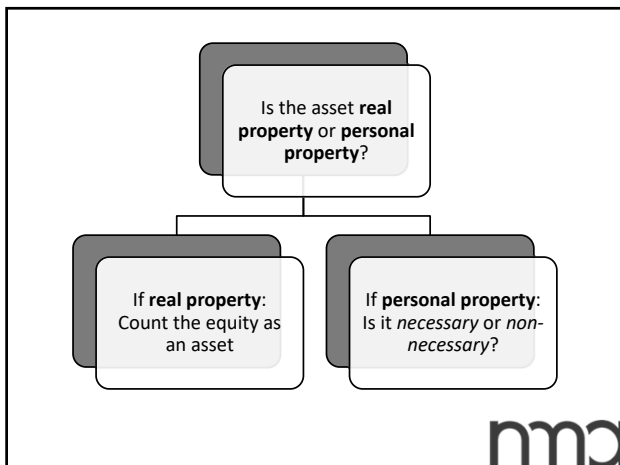 Is the asset real
property or personal
property?
If real property:
Count the equity as
an asset
If personal property:
Is it necessary or non-
necessary?
nma